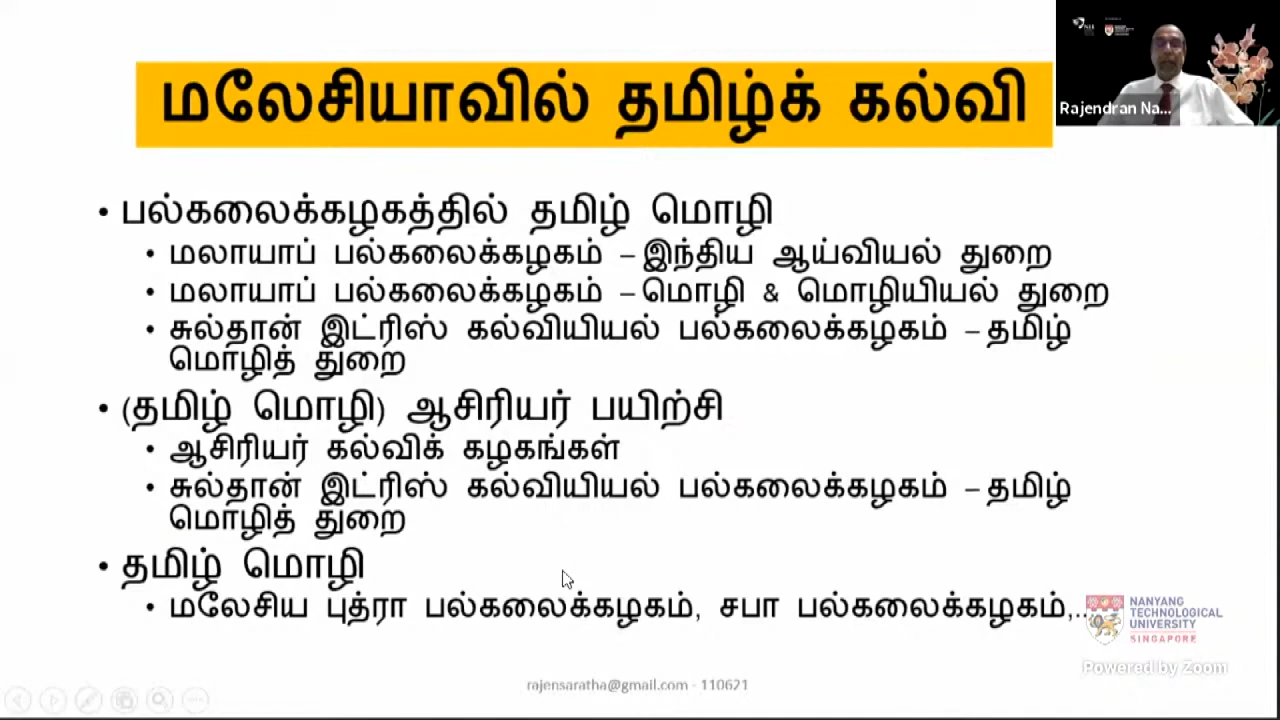 மலேசியாவில் தமிழ்க் கல்வி
Rajendran Na...
• பல்கலைக்கழகத்தில் தமிழ் மொழி
• மலாயாப் பல்கலைக்கழகம் – இந்திய ஆய்வியல் துறை
• மலாயாப் பல்கலைக்கழகம் – மொழி & மொழியியல் துறை
• சுல்தான் இட்ரிஸ் கல்வியியல் பல்கலைக்கழகம் – தமிழ்
மொழித் துறை
• (தமிழ் மொழி) ஆசிரியர் பயிற்சி
• ஆசிரியர் கல்விக் கழகங்கள்
• சுல்தான் இட்ரிஸ் கல்வியியல் பல்கலைக்கழகம் – தமிழ்
மொழித் துறை
• தமிழ் மொழி
• மலேசிய புத்ரா பல்கலைக்கழகம், சபா பல்கலைக்கழகம்,...
NANYANG
TECHNOLOGICAL
UNIVERSITY
SINGAPORE
Powered by Zoom
rajensaratha@gmail.com - 110621